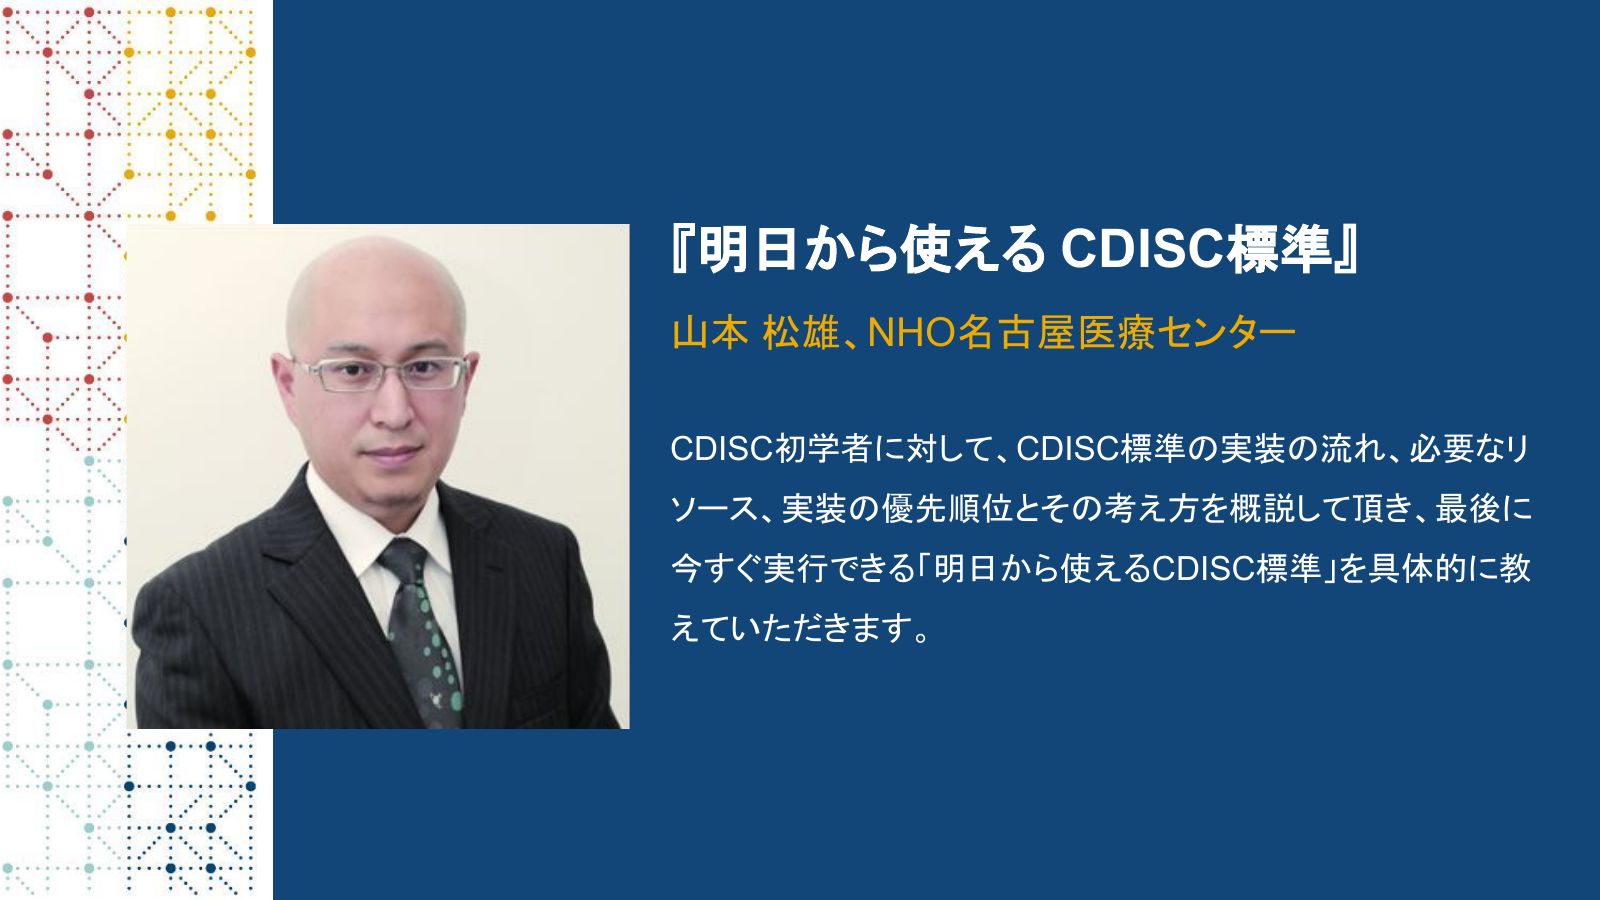 『明日から使える CDISC標準』
山本 松雄、NHO名古屋医療センター
CDISC初学者に対して、CDISC標準の実装の流れ、必要なリ
ソース、実装の優先順位とその考え方を概説して頂き、最後に
今すぐ実行できる「明日から使えるCDISC標準」を具体的に教
えていただきます。